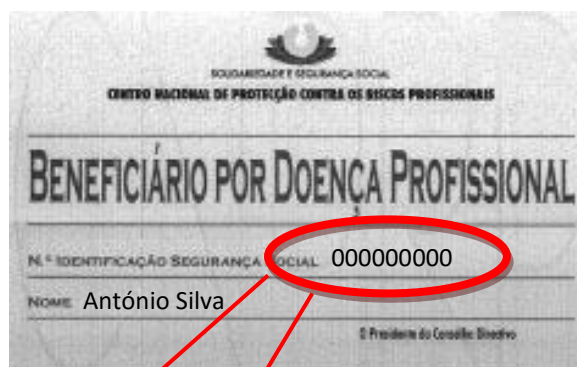 SOLIDARIEDADE E SEGURANÇA SOCIAL
CENTRO NACIONAL DE PROTECÇÃO CONTRA OS RISCOS PROFISSIONAIS
BENEFICIÁRIO POR DOENÇA PROFISSIONAL
N.º IDENTIFICAÇÃO SEGURANÇA SOCIAL 000000000
NOME António Silva
O Presidente do Conselho Directivo